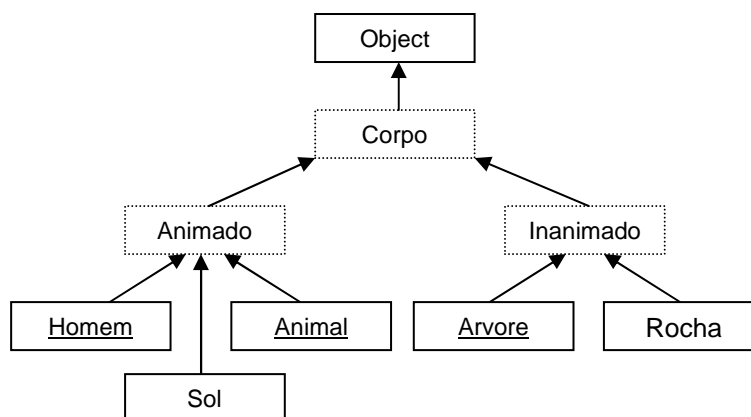 Object
Corpo
Animado
Inanimado
Homem
Animal
Arvore
Rocha
Sol